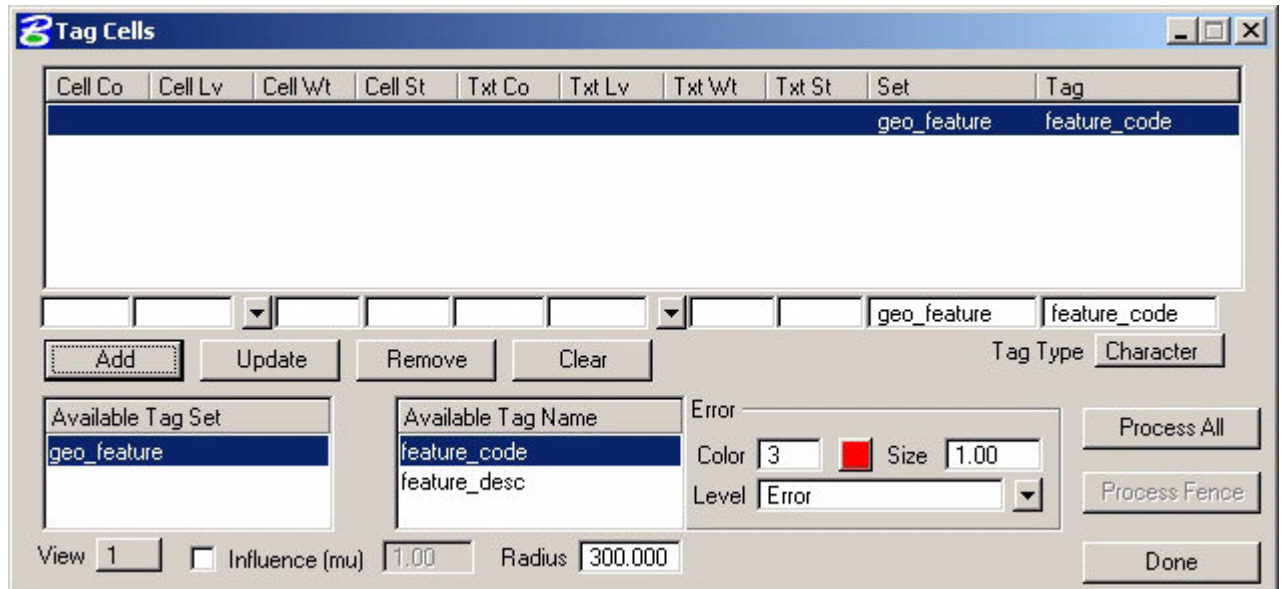 Tag Cells
Cell Co Cell Lv Cell Wt Cell St Txt Co Txt Lv Txt Wt Txt St Set Tag
geo_feature feature_code
geo_feature feature_code
Add Update Remove Clear Tag Type Character
Available Tag Set Available Tag Name Error Process All
geo_feature feature_code Color 3 Size 1.00
feature_desc Level Error Process Fence
View 1 Influence (mu) 1.00 Radius 300.000 Done